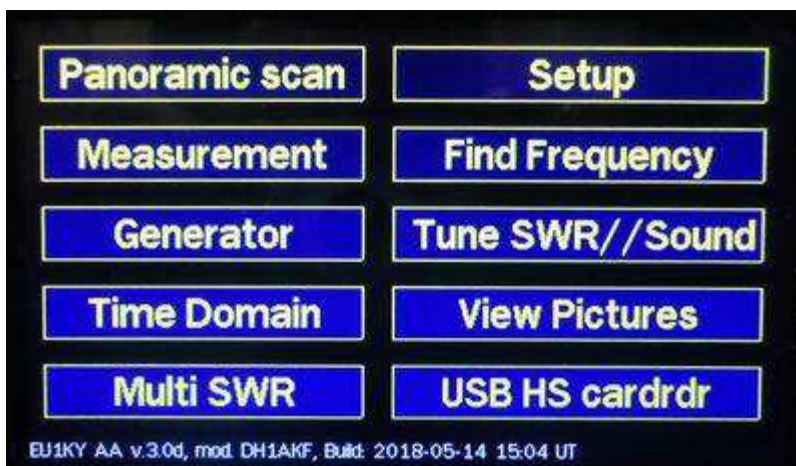 Panoramic scan
Setup
Measurement
Find Frequency
Generator
Tune SWR//Sound
Time Domain
View Pictures
Multi SWR
USB HS cardrdr
EU1KY AA v.3.0d, mod. DH1AKF, Build: 2018-05-14 15:04 UT